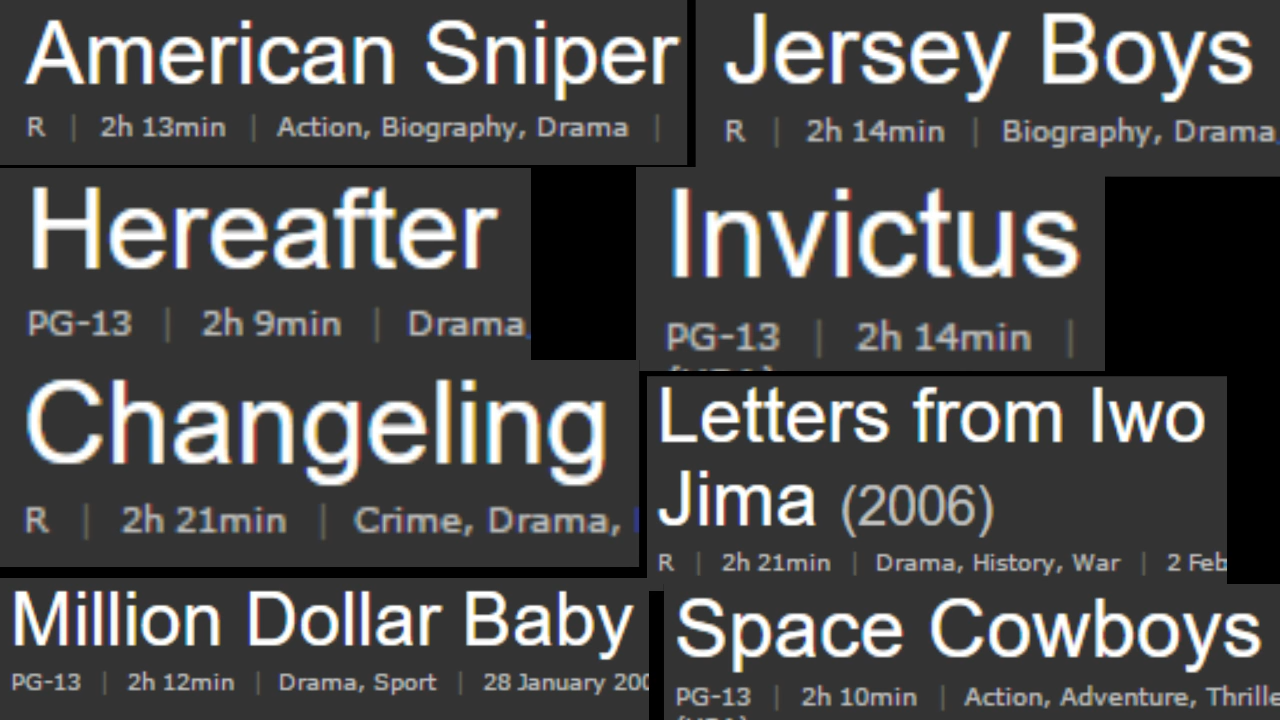 American Sniper
R | 2h 13min | Action, Biography, Drama |
Jersey Boys
R | 2h 14min | Biography, Drama,
Hereafter
PG-13 | 2h 9min | Drama,
Invictus
PG-13 | 2h 14min |
Changeling
R | 2h 21min | Crime, Drama,
Letters from Iwo
Jima (2006)
R | 2h 21min | Drama, History, War | 2 Feb
Million Dollar Baby
PG-13 | 2h 12min | Drama, Sport | 28 January 200
Space Cowboys
PG-13 | 2h 10min | Action, Adventure, Thrille